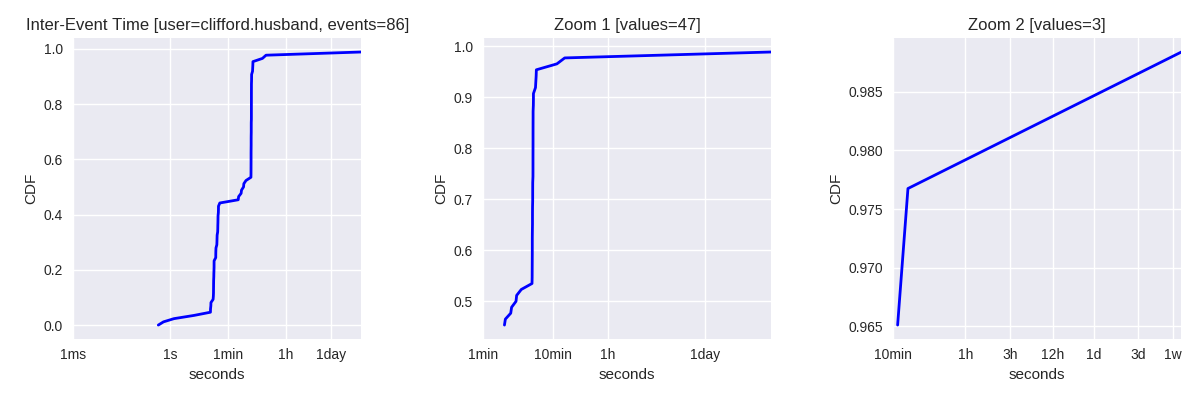 Inter-Event Time [user=clifford.husband, events=86]
CDF
1.0
0.8
0.6
0.4
0.2
0.0
1ms 1s 1min 1h 1day
seconds
Zoom 1 [values=47]
CDF
1.0
0.9
0.8
0.7
0.6
0.5
1min 10min 1h 1day
seconds
Zoom 2 [values=3]
CDF
0.985
0.980
0.975
0.970
0.965
10min 1h 3h 12h 1d 3d 1w
seconds